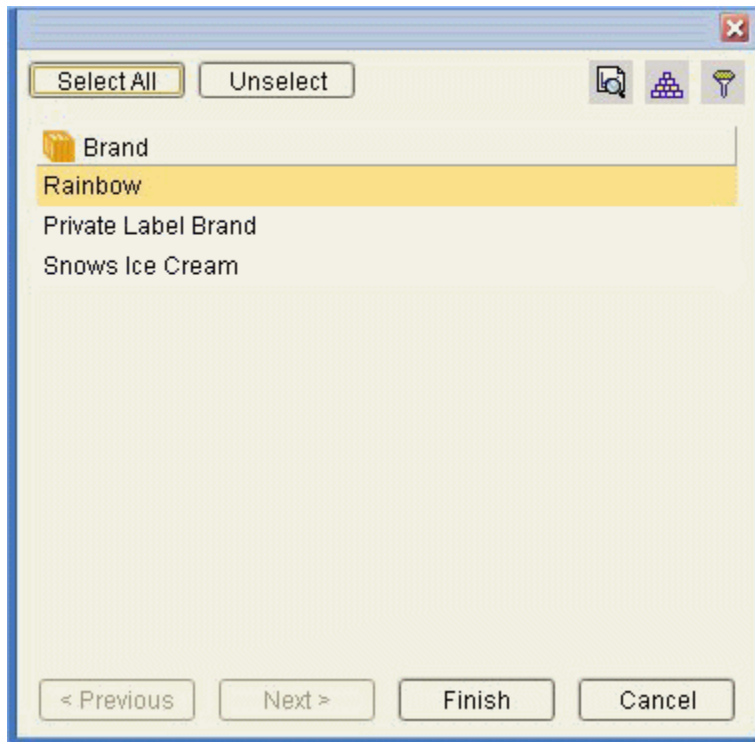 Select All Unselect
Brand
Rainbow
Private Label Brand
Snows Ice Cream
< Previous Next > Finish Cancel